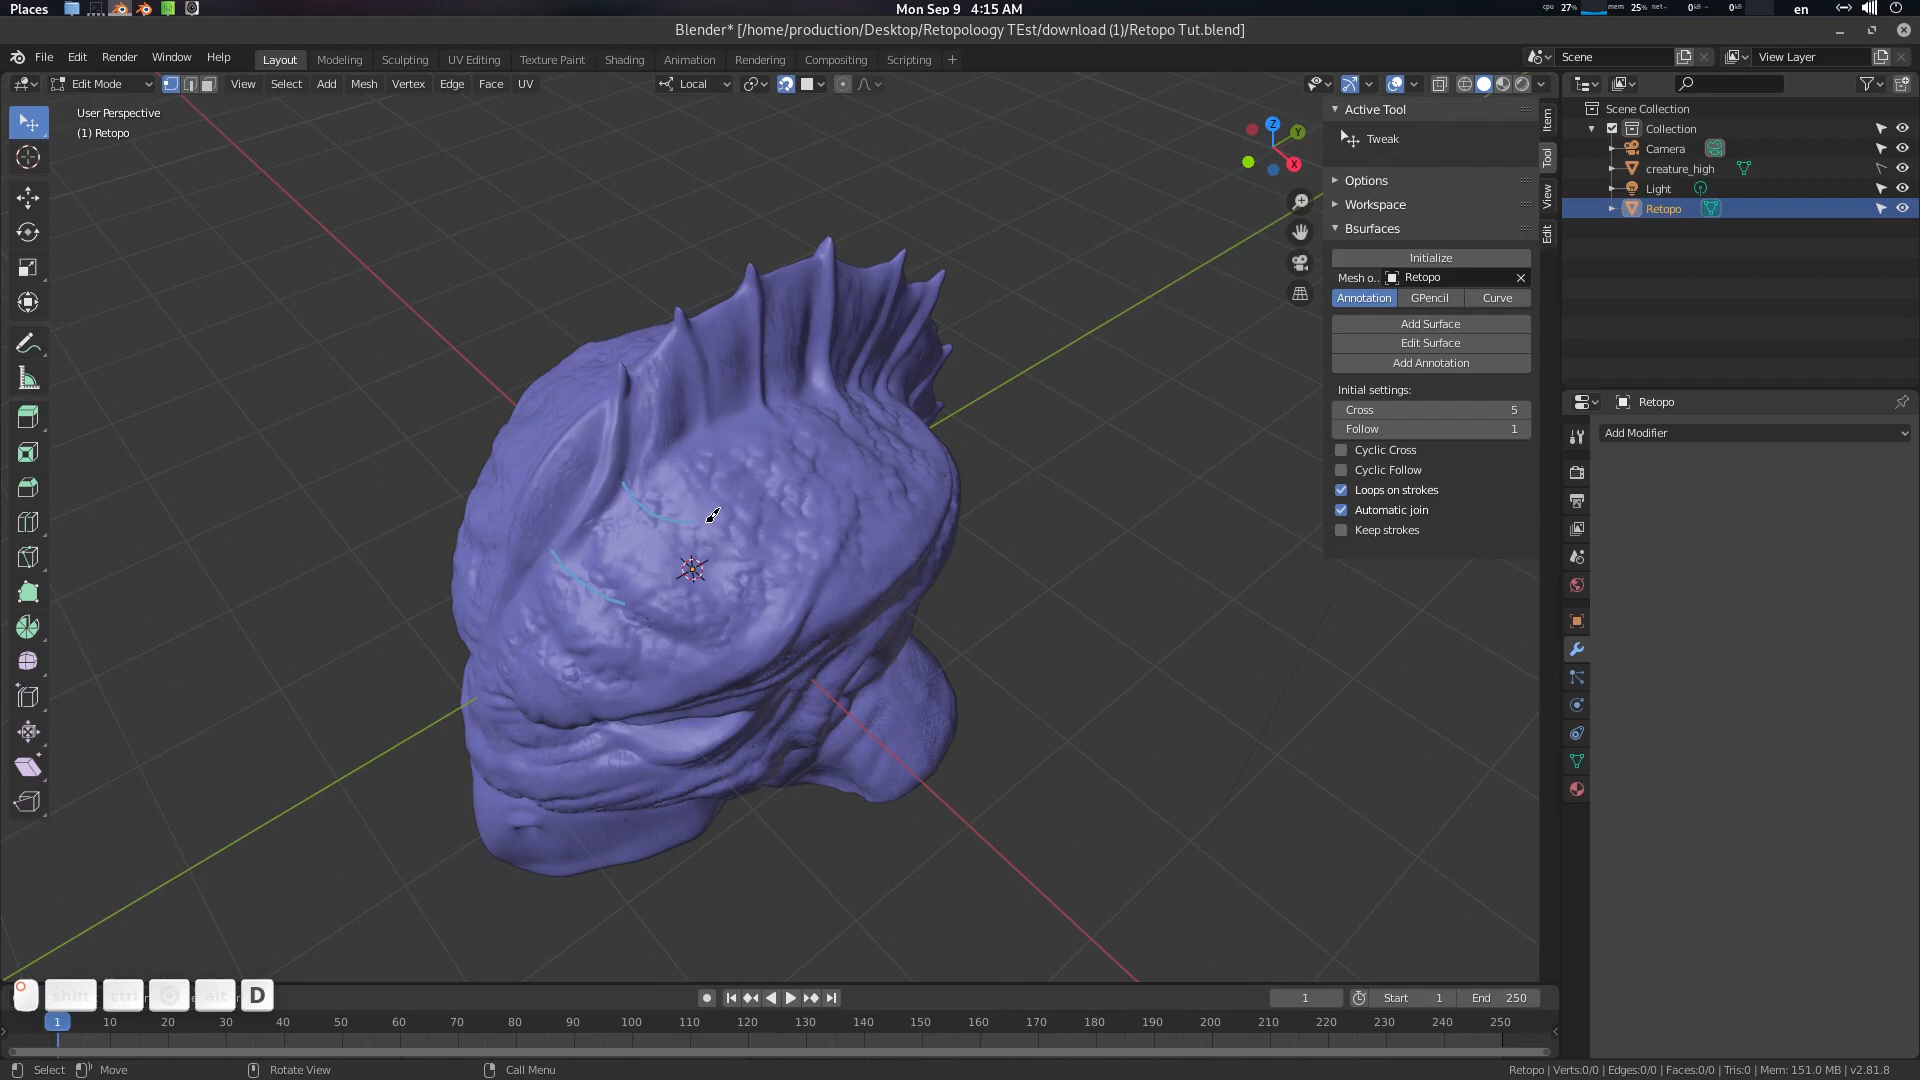 Places
Mon Sep 9 4:15 AM
cpu 27% mem 25% net 0kB 0kB en
Blender* [/home/production/Desktop/Retopoloogy TEst/download (1)/Retopo Tut.blend]
File Edit Render Window Help Layout Modeling Sculpting UV Editing Texture Paint Shading Animation Rendering Compositing Scripting + Scene View Layer
Edit Mode View Select Add Mesh Vertex Edge Face UV Local
User Perspective
(1) Retopo
Z
Y
X
Active Tool
Tweak
Options
Workspace
Bsurfaces
Initialize
Mesh o.. Retopo
Annotation GPencil Curve
Add Surface
Edit Surface
Add Annotation
Initial settings:
Cross 5
Follow 1
Cyclic Cross
Cyclic Follow
Loops on strokes
Automatic join
Keep strokes
Item
Tool
View
Edit
Scene Collection
Collection
Camera
creature_high
Light
Retopo
Retopo
Add Modifier
shift ctrl alt D
1 Start 1 End 250
1 10 20 30 40 50 60 70 80 90 100 110 120 130 140 150 160 170 180 190 200 210 220 230 240 250
Select Move Rotate View Call Menu
Retopo | Verts:0/0 | Edges:0/0 | Faces:0/0 | Tris:0 | Mem: 151.0 MB | v2.81.8